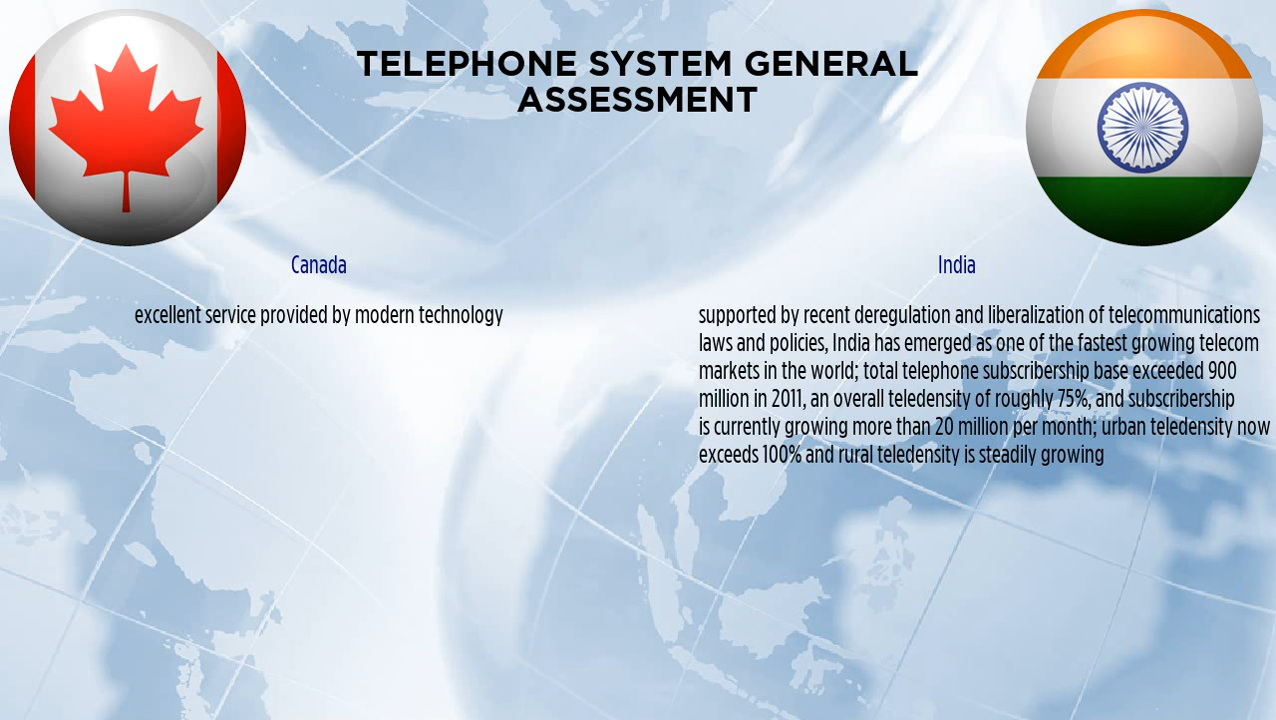 TELEPHONE SYSTEM GENERAL
ASSESSMENT
Canada
excellent service provided by modern technology
India
supported by recent deregulation and liberalization of telecommunications
laws and policies, India has emerged as one of the fastest growing telecom
markets in the world; total telephone subscribership base exceeded 900
million in 2011, an overall teledensity of roughly 75%, and subscribership
is currently growing more than 20 million per month; urban teledensity now
exceeds 100% and rural teledensity is steadily growing